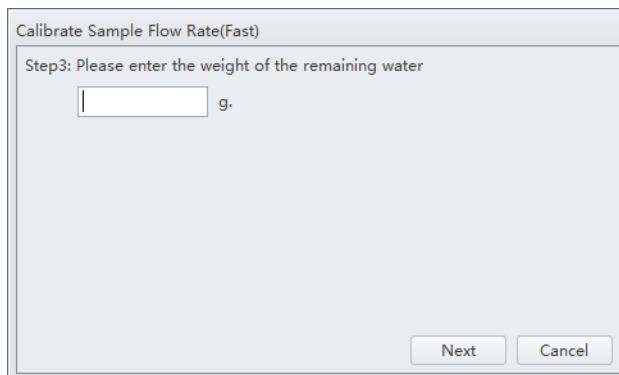 Calibrate Sample Flow Rate(Fast)
Step3: Please enter the weight of the remaining water
g.
Next Cancel